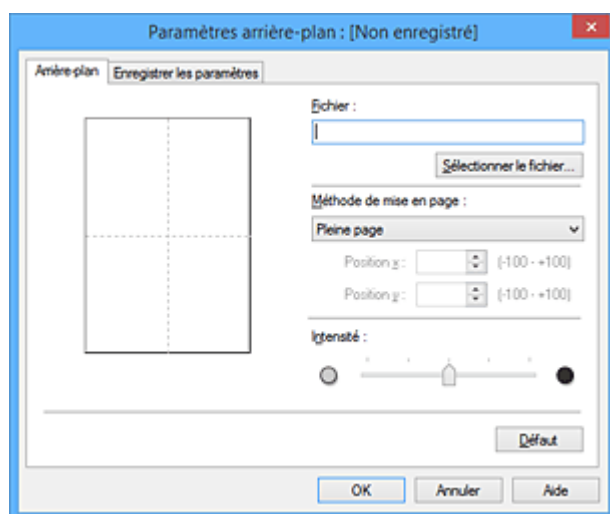 Paramètres arrière-plan : [Non enregistré]
Arrière-plan Enregistrer les paramètres
Fichier :
Sélectionner le fichier...
Méthode de mise en page :
Pleine page
Position x : (-100 - +100)
Position y : (-100 - +100)
Intensité :
Défaut
OK Annuler Aide